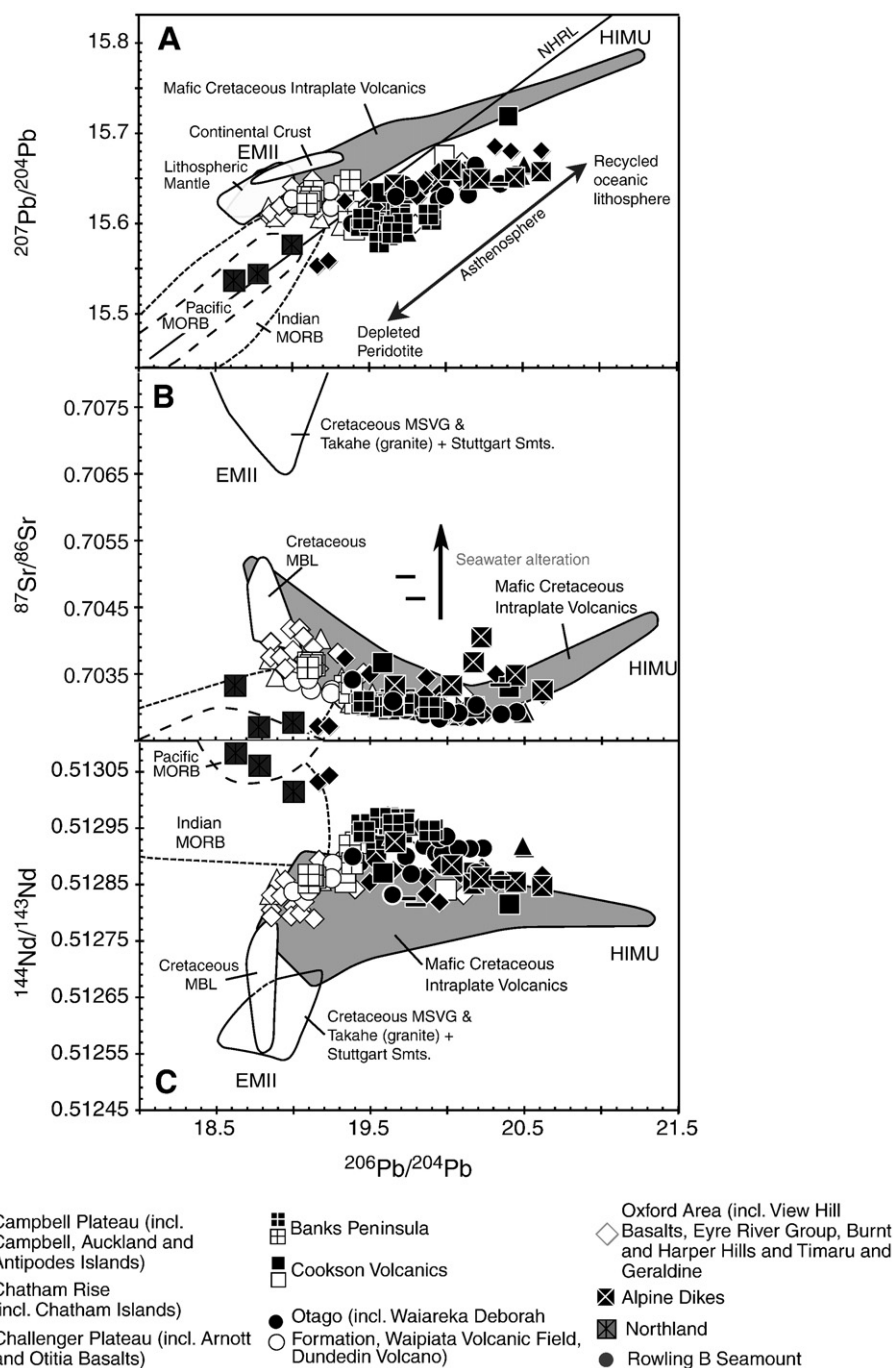 A
15.8
15.7
15.6
15.5
207Pb/204Pb
NHRL
HIMU
Mafic Cretaceous Intraplate Volcanics
Continental Crust
EMII
Lithospheric
Mantle
Recycled
oceanic
lithosphere
Asthenosphere
Depleted
Peridotite
Pacific
MORB
Indian
MORB
B
0.7075
0.7065
0.7055
0.7045
0.7035
87Sr/86Sr
Cretaceous MSVG &
Takahe (granite) + Stuttgart Smts.
EMII
Cretaceous
MBL
Seawater alteration
Mafic Cretaceous
Intraplate Volcanics
HIMU
0.51305
0.51295
0.51285
0.51275
0.51265
0.51255
0.51245
144Nd/143Nd
Pacific
MORB
Indian
MORB
Cretaceous
MBL
Mafic Cretaceous
Intraplate Volcanics
HIMU
Cretaceous MSVG &
Takahe (granite) +
Stuttgart Smts.
EMII
C
18.5 19.5 20.5 21.5
206Pb/204Pb
Campbell Plateau (incl.
Campbell, Auckland and
Antipodes Islands)
Chatham Rise
(incl. Chatham Islands)
Challenger Plateau (incl. Arnott
and Otitia Basalts)
Banks Peninsula
Cookson Volcanics
Otago (incl. Waiareka Deborah
Formation, Waipiata Volcanic Field,
Dundedin Volcano)
Oxford Area (incl. View Hill
Basalts, Eyre River Group, Burnt
and Harper Hills and Timaru and
Geraldine
Alpine Dikes
Northland
Rowling B Seamount